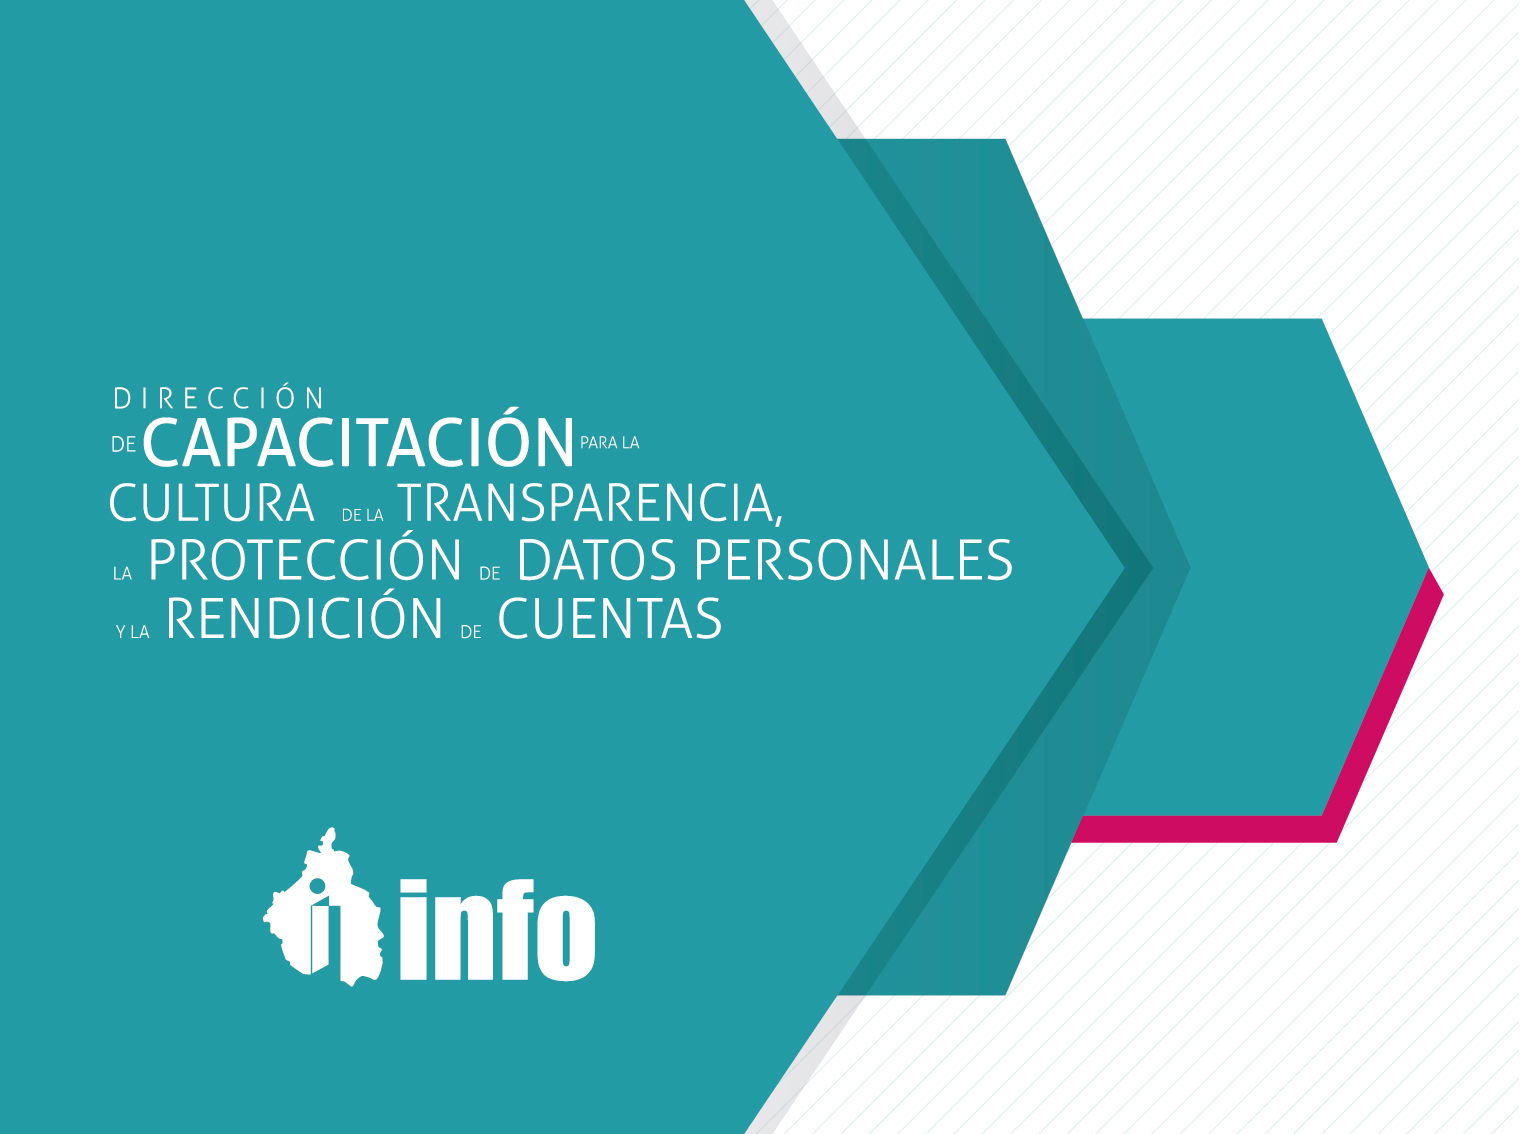 DIRECCIÓN
DE CAPACITACIÓN PARA LA
CULTURA DE LA TRANSPARENCIA,
LA PROTECCIÓN DE DATOS PERSONALES
Y LA RENDICIÓN DE CUENTAS
info